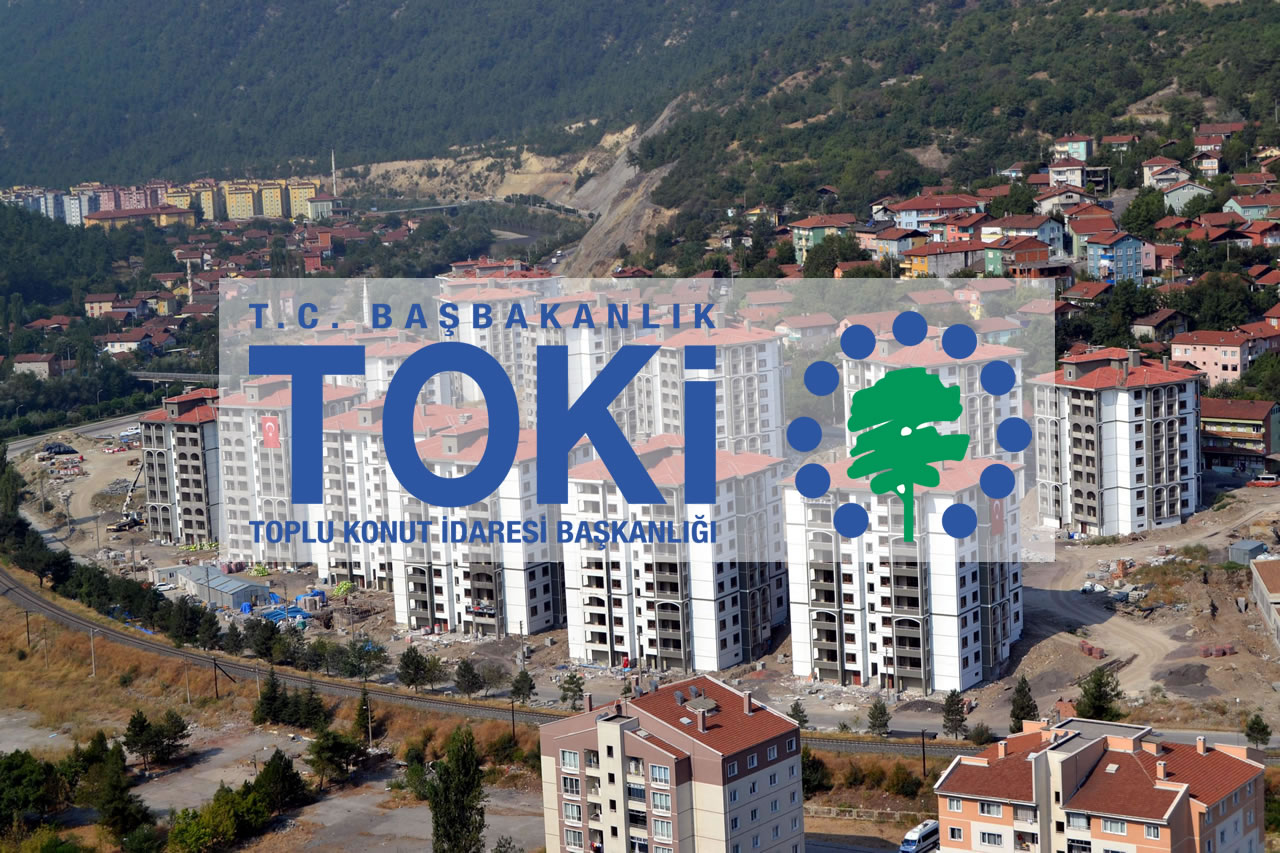 T.C. BAŞBAKANLIK
TOKİ
TOPLU KONUT İDARESİ BAŞKANLIĞI